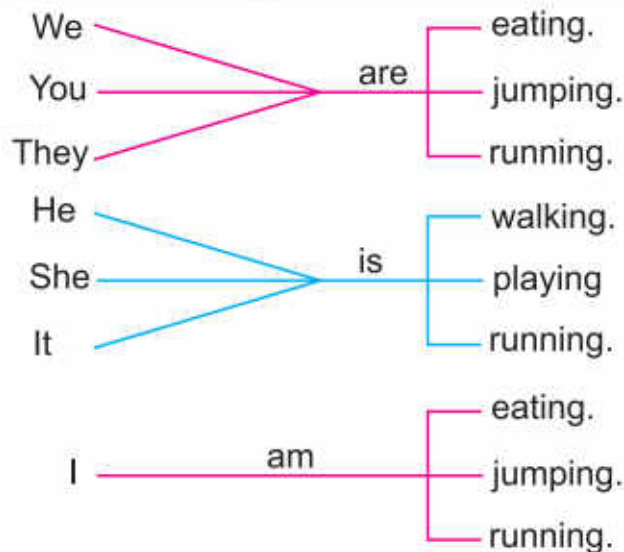 We
are
eating.
You
jumping.
They
running.
He
is
walking.
She
playing
It
running.
I
am
eating.
jumping.
running.